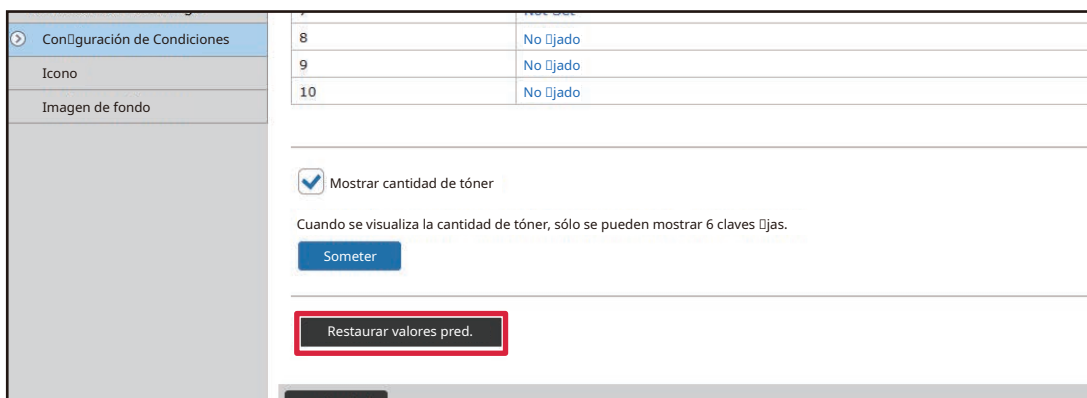 Con▯guración de Condiciones
Icono
Imagen de fondo
8 No ▯jado
9 No ▯jado
10 No ▯jado
Mostrar cantidad de tóner
Cuando se visualiza la cantidad de tóner, sólo se pueden mostrar 6 claves ▯jas.
Someter
Restaurar valores pred.